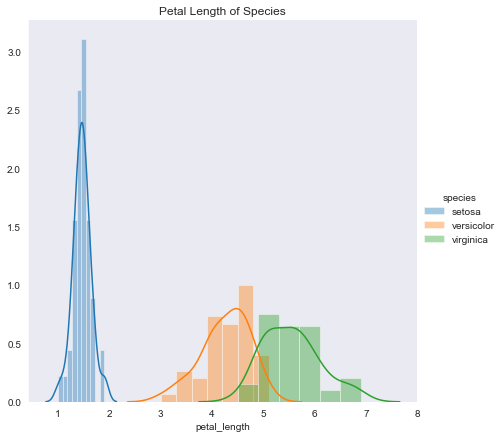 Petal Length of Species
3.0
2.5
2.0
1.5
1.0
0.5
0.0
1 2 3 4 5 6 7 8
petal_length
species
setosa
versicolor
virginica